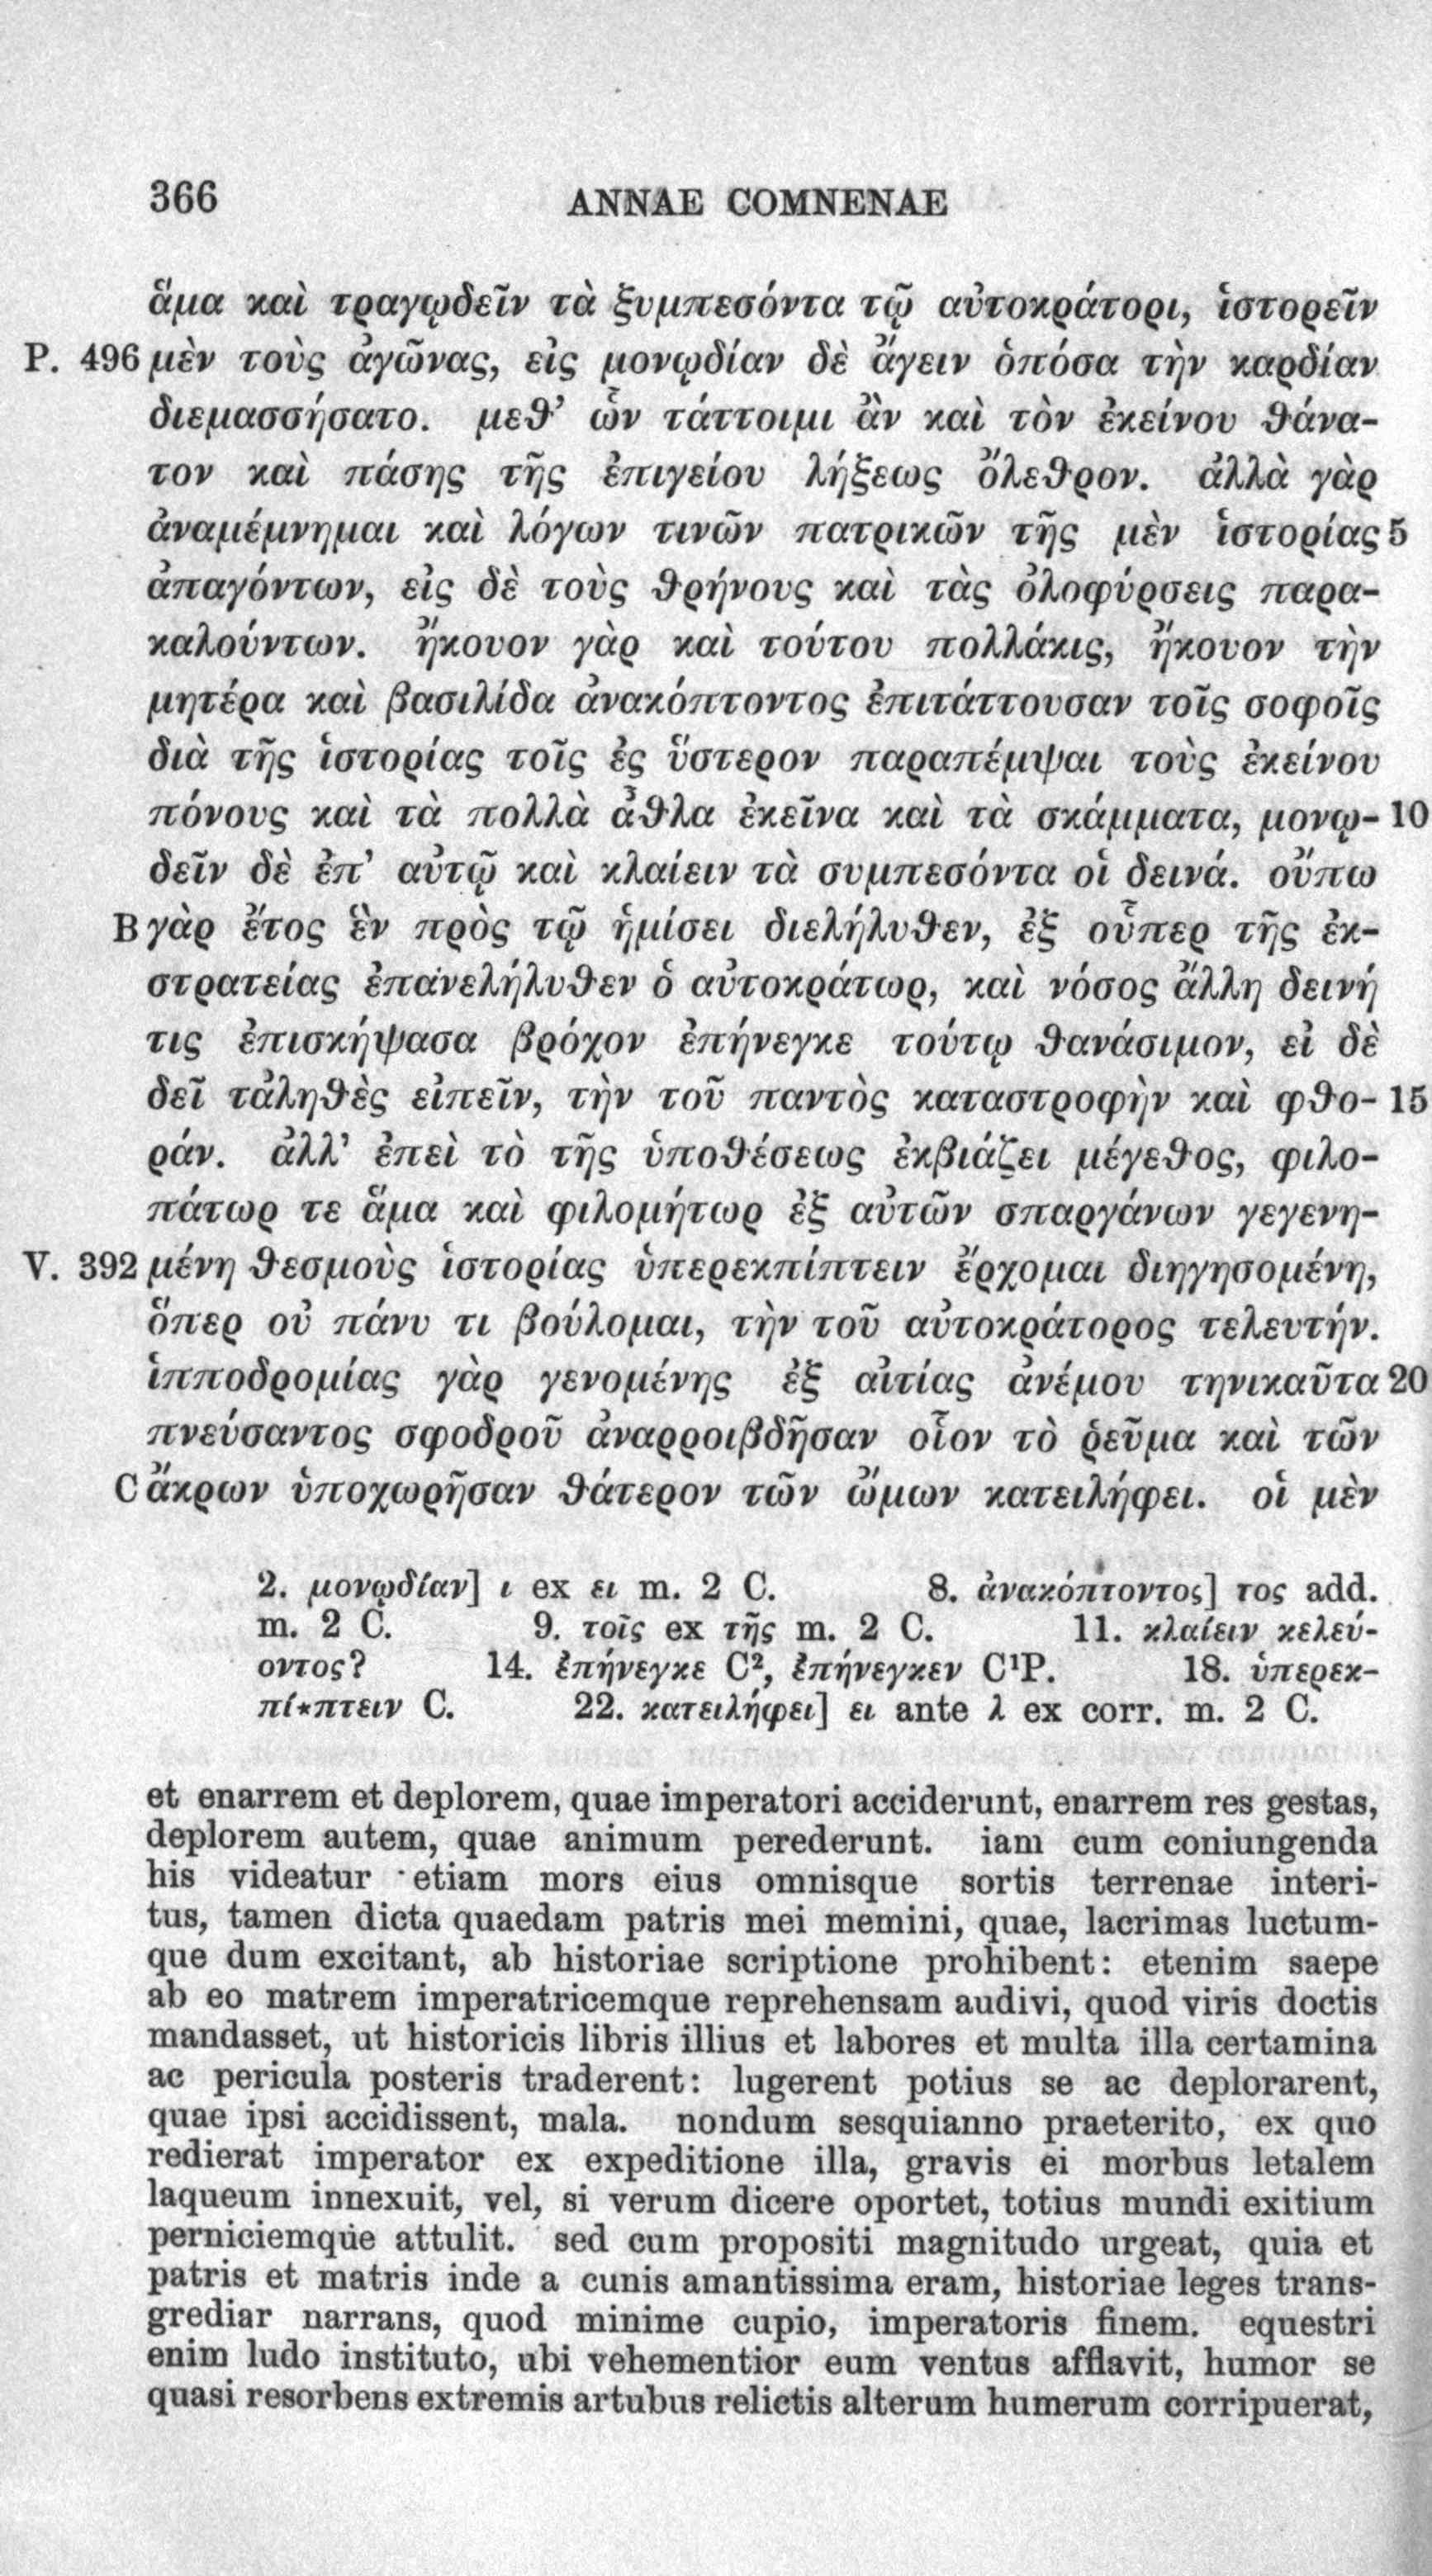 366 ANNAE COMNENAE
ἅμα καὶ τραγῳδεῖν τὰ ξυμπεσόντα τῷ αὐτοκράτορι, ἱστορεῖν
P. 496 μὲν τοὺς ἀγῶνας, εἰς μονῳδίαν δὲ ἄγειν ὁπόσα τὴν καρδίαν
διεμασσήσατο. μεθ’ ὧν τάττοιμι ἂν καὶ τὸν ἐκείνου θάνα-
τον καὶ πάσης τῆς ἐπιγείου λήξεως ὄλεθρον. ἀλλὰ γὰρ
ἀναμέμνημαι καὶ λόγων τινῶν πατρικῶν τῆς μὲν ἱστορίας 5
ἀπαγόντων, εἰς δὲ τοὺς θρήνους καὶ τὰς ὀλοφύρσεις παρα-
καλούντων. ἤκουον γὰρ καὶ τούτου πολλάκις, ἤκουον τὴν
μητέρα καὶ βασιλίδα ἀνακόπτοντος ἐπιτάττουσαν τοῖς σοφοῖς
διὰ τῆς ἱστορίας τοῖς ἐς ὕστερον παραπέμψαι τοὺς ἐκείνου
πόνους καὶ τὰ πολλὰ ἆθλα ἐκεῖνα καὶ τὰ σκάμματα, μονῳ- 10
δεῖν δὲ ἐπ’ αὐτῷ καὶ κλαίειν τὰ συμπεσόντα οἱ δεινά. οὔπω
B γὰρ ἔτος ἓν πρὸς τῷ ἡμίσει διελήλυθεν, ἐξ οὗπερ τῆς ἐκ-
στρατείας ἐπανελήλυθεν ὁ αὐτοκράτωρ, καὶ νόσος ἄλλη δεινή
τις ἐπισκήψασα βρόχον ἐπήνεγκε τούτῳ θανάσιμον, εἰ δὲ
δεῖ τἀληθὲς εἰπεῖν, τὴν τοῦ παντὸς καταστροφὴν καὶ φθο- 15
ράν. ἀλλ’ ἐπεὶ τὸ τῆς ὑποθέσεως ἐκβιάζει μέγεθος, φιλο-
πάτωρ τε ἅμα καὶ φιλομήτωρ ἐξ αὐτῶν σπαργάνων γεγενη-
V. 392 μένη θεσμοὺς ἱστορίας ὑπερεκπίπτειν ἔρχομαι διηγησομένη,
ὅπερ οὐ πάνυ τι βούλομαι, τὴν τοῦ αὐτοκράτορος τελευτήν.
ἱπποδρομίας γὰρ γενομένης ἐξ αἰτίας ἀνέμου τηνικαῦτα 20
πνεύσαντος σφοδροῦ ἀναρροιβδῆσαν οἷον τὸ ῥεῦμα καὶ τῶν
C ἄκρων ὑποχωρῆσαν θάτερον τῶν ὤμων κατειλήφει. οἱ μὲν
2. μονῳδίαν] ι ex ει m. 2 C. 8. ἀνακόπτοντος] τος add.
m. 2 C. 9. τοῖς ex τῆς m. 2 C. 11. κλαίειν κελεύ-
οντος? 14. ἐπήνεγκε C², ἐπήνεγκεν C¹P. 18. ὑπερεκ-
πί*πτειν C. 22. κατειλήφει] ει ante λ ex corr. m. 2 C.
et enarrem et deplorem, quae imperatori acciderunt, enarrem res gestas,
deplorem autem, quae animum perederunt. iam cum coniungenda
his videatur etiam mors eius omnisque sortis terrenae interi-
tus, tamen dicta quaedam patris mei memini, quae, lacrimas luctum-
que dum excitant, ab historiae scriptione prohibent: etenim saepe
ab eo matrem imperatricemque reprehensam audivi, quod viris doctis
mandasset, ut historicis libris illius et labores et multa illa certamina
ac pericula posteris traderent: lugerent potius se ac deplorarent,
quae ipsi accidissent, mala. nondum sesquianno praeterito, ex quo
redierat imperator ex expeditione illa, gravis ei morbus letalem
laqueum innexuit, vel, si verum dicere oportet, totius mundi exitium
perniciemque attulit. sed cum propositi magnitudo urgeat, quia et
patris et matris inde a cunis amantissima eram, historiae leges trans-
grediar narrans, quod minime cupio, imperatoris finem. equestri
enim ludo instituto, ubi vehementior eum ventus afflavit, humor se
quasi resorbens extremis artubus relictis alterum humerum corripuerat,